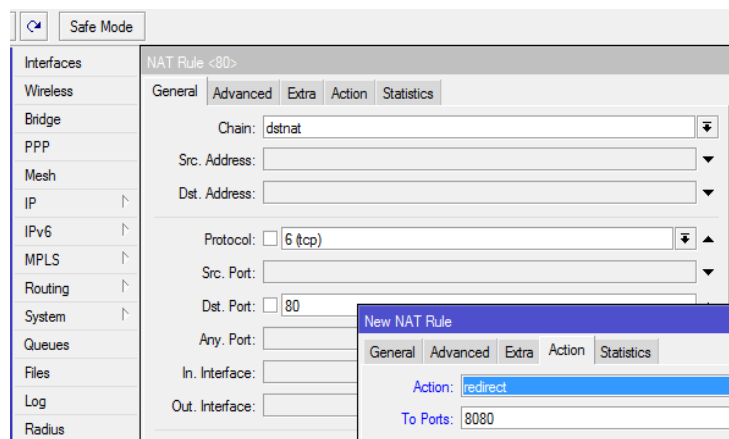 Safe Mode
Interfaces
Wireless
Bridge
PPP
Mesh
IP
IPv6
MPLS
Routing
System
Queues
Files
Log
Radius
NAT Rule <80>
General Advanced Extra Action Statistics
Chain: dstnat
Src. Address:
Dst. Address:
Protocol: 6 (tcp)
Src. Port:
Dst. Port: 80
Any. Port:
In. Interface:
Out. Interface:
New NAT Rule
General Advanced Extra Action Statistics
Action: redirect
To Ports: 8080